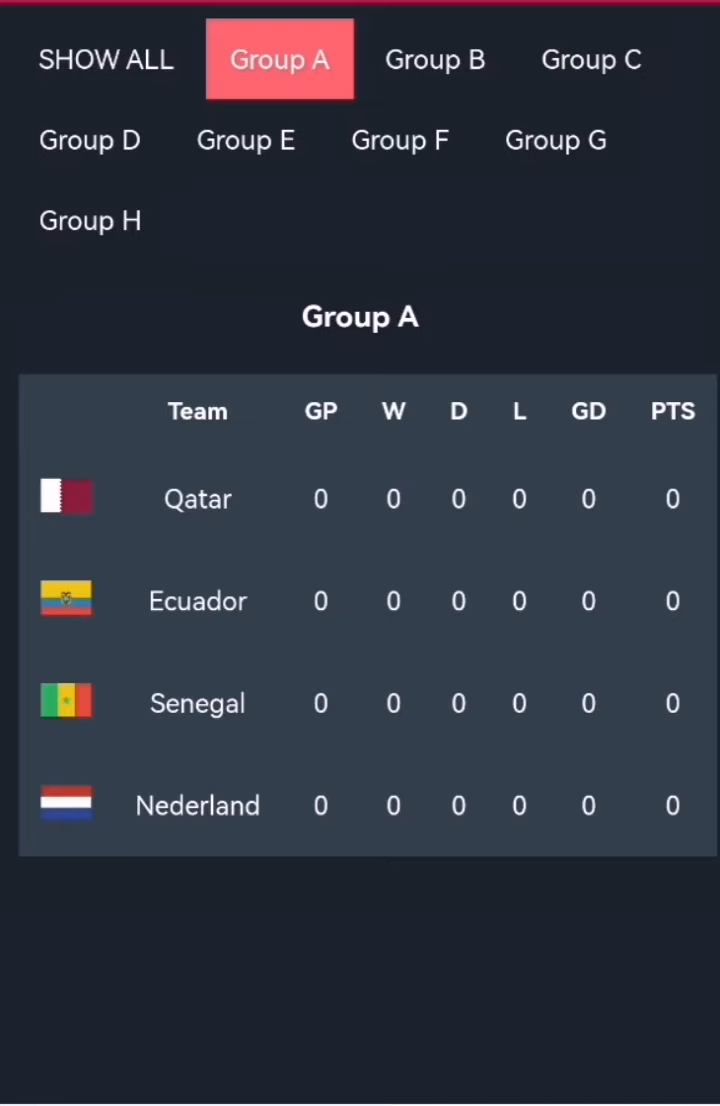 SHOW ALL Group A Group B Group C
Group D Group E Group F Group G
Group H
Group A
Team GP W D L GD PTS
Qatar 0 0 0 0 0 0
Ecuador 0 0 0 0 0 0
Senegal 0 0 0 0 0 0
Nederland 0 0 0 0 0 0